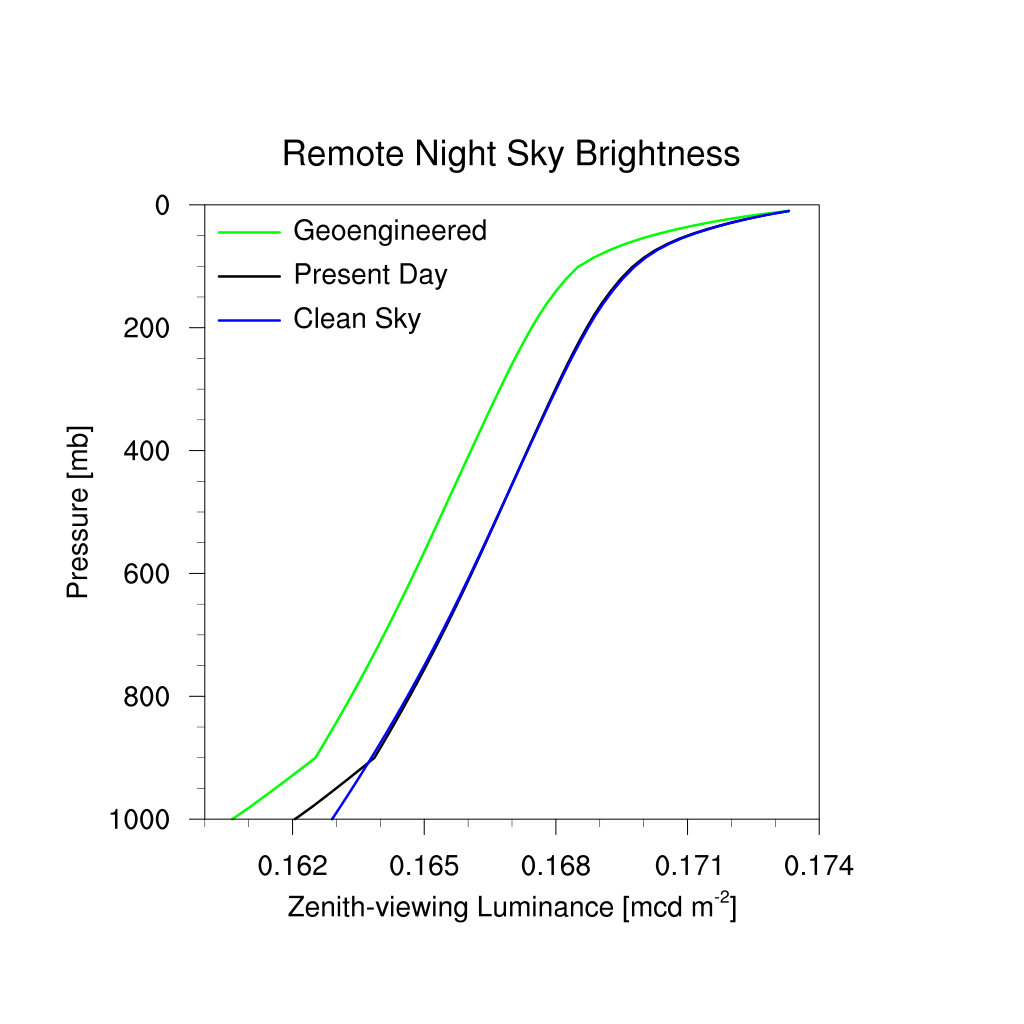 Remote Night Sky Brightness
0
200
400
600
800
1000
Geoengineered
Present Day
Clean Sky
Pressure [mb]
0.162 0.165 0.168 0.171 0.174
Zenith-viewing Luminance [mcd m⁻²]